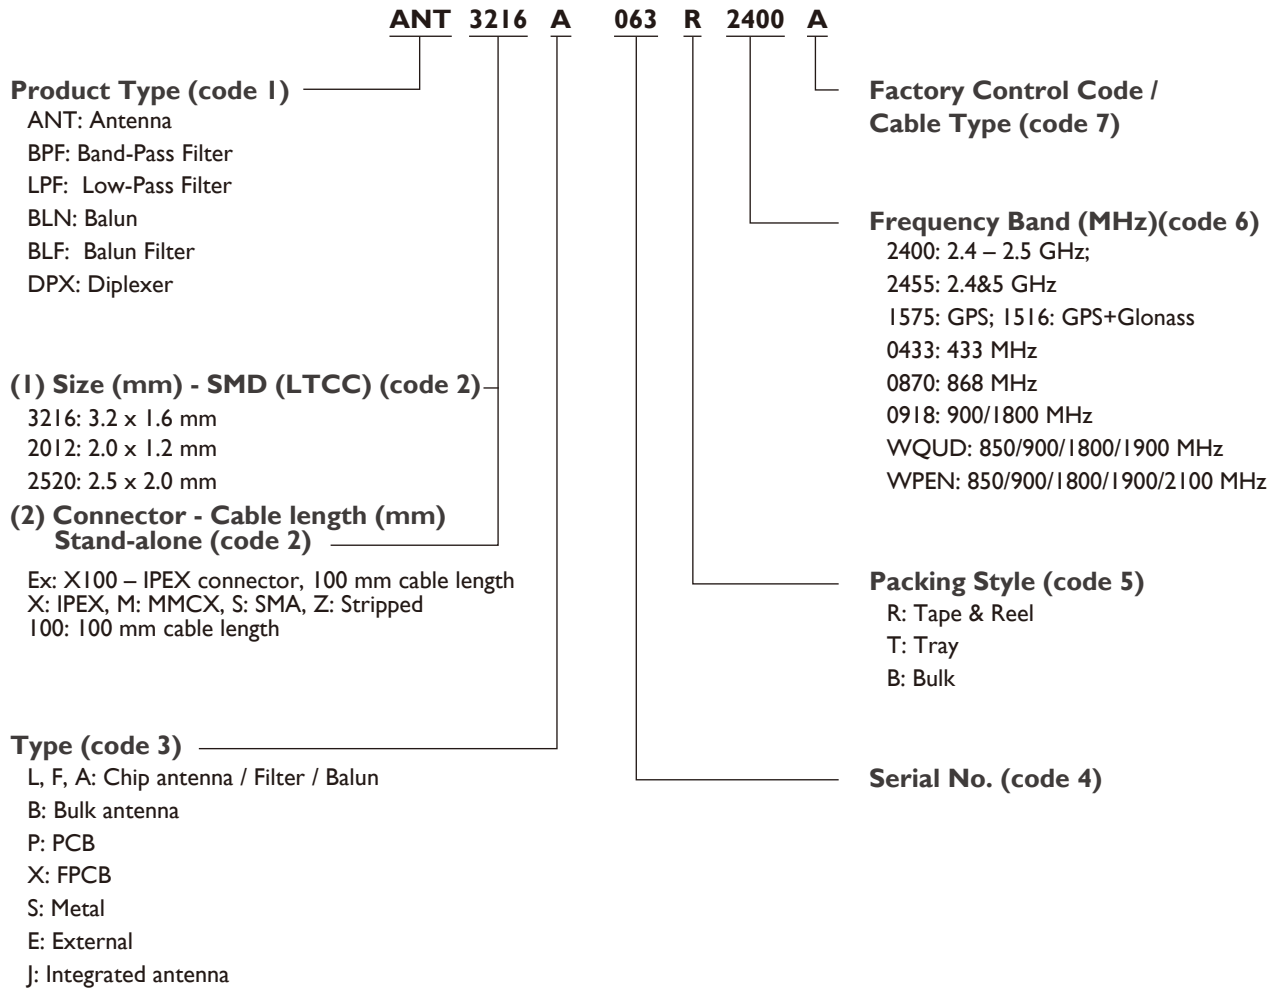 ANT 3216 A 063 R 2400 A
Product Type (code 1)
ANT: Antenna
BPF: Band-Pass Filter
LPF: Low-Pass Filter
BLN: Balun
BLF: Balun Filter
DPX: Diplexer
(1) Size (mm) - SMD (LTCC) (code 2)
3216: 3.2 x 1.6 mm
2012: 2.0 x 1.2 mm
2520: 2.5 x 2.0 mm
(2) Connector - Cable length (mm)
Stand-alone (code 2)
Ex: X100 – IPEX connector, 100 mm cable length
X: IPEX, M: MMCX, S: SMA, Z: Stripped
100: 100 mm cable length
Type (code 3)
L, F, A: Chip antenna / Filter / Balun
B: Bulk antenna
P: PCB
X: FPCB
S: Metal
E: External
J: Integrated antenna
Factory Control Code /
Cable Type (code 7)
Frequency Band (MHz)(code 6)
2400: 2.4 – 2.5 GHz;
2455: 2.4&5 GHz
1575: GPS; 1516: GPS+Glonass
0433: 433 MHz
0870: 868 MHz
0918: 900/1800 MHz
WQUD: 850/900/1800/1900 MHz
WPEN: 850/900/1800/1900/2100 MHz
Packing Style (code 5)
R: Tape & Reel
T: Tray
B: Bulk
Serial No. (code 4)